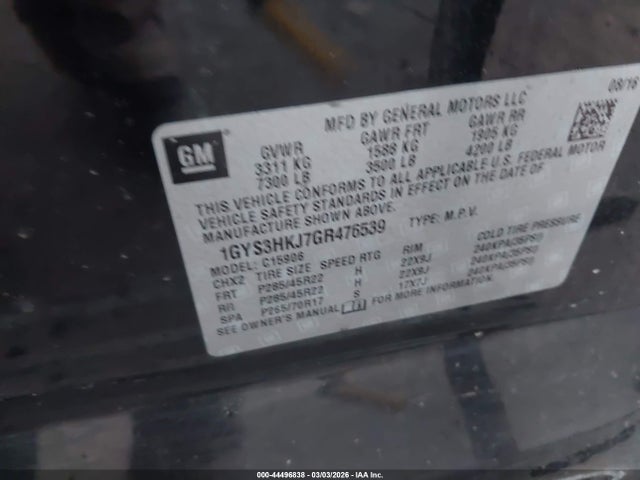 08/16
MFD BY GENERAL MOTORS LLC
GM
GVWR GAWR FRT GAWR RR
3311 KG 1588 KG 1905 KG
7300 LB 3500 LB 4200 LB
THIS VEHICLE CONFORMS TO ALL APPLICABLE U.S. FEDERAL MOTOR
VEHICLE SAFETY STANDARDS IN EFFECT ON THE DATE OF
MANUFACTURE SHOWN ABOVE.
1GYS3HKJ7GR476539 TYPE: M.P.V.
MODEL: C15906
CHX2 TIRE SIZE SPEED RTG RIM COLD TIRE PRESSURE
FRT P285/45R22 H 22X9J 240KPA(35PSI)
RR P285/45R22 H 22X9J 240KPA(35PSI)
SPA P265/70R17 S 17X7J 240KPA(35PSI)
SEE OWNER'S MANUAL FOR MORE INFORMATION.
000-44496838 - 03/03/2026 - IAA Inc.